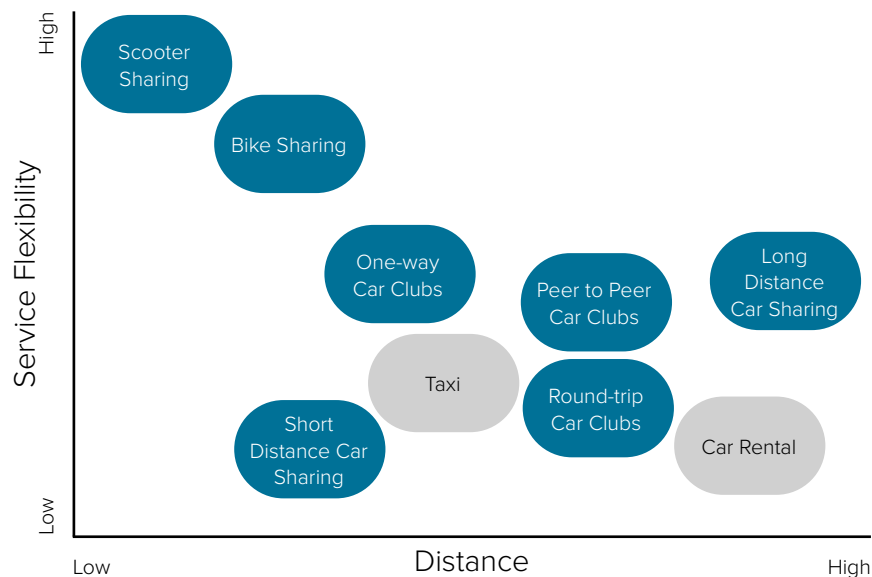 High
Scooter
Sharing
Bike Sharing
Service Flexibility
One-way
Car Clubs
Peer to Peer
Car Clubs
Long
Distance
Car Sharing
Taxi
Round-trip
Car Clubs
Short
Distance Car
Sharing
Car Rental
Low
Low
Distance
High